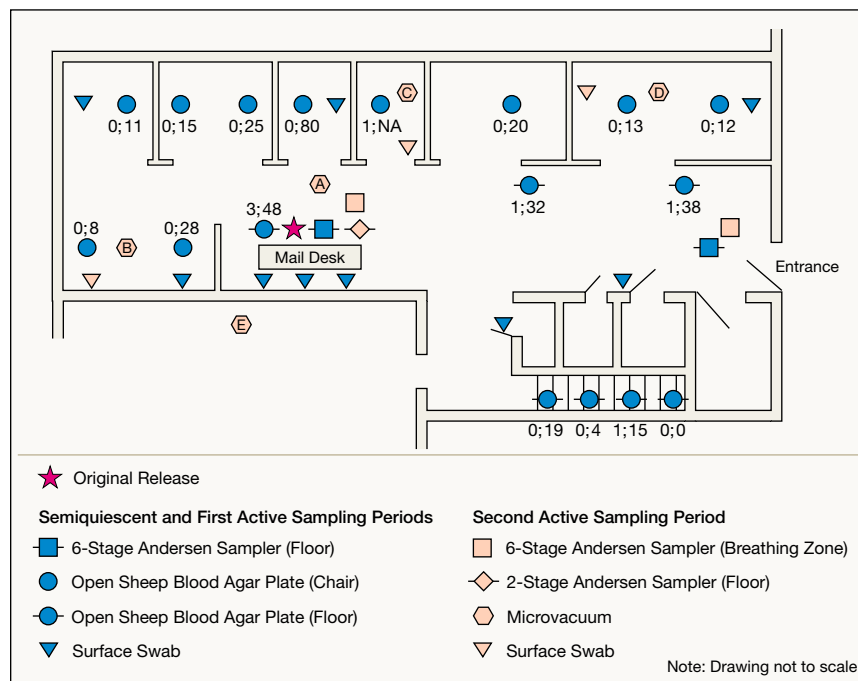 C
D
0;11
0;15
0;25
0;80
1;NA
0;20
0;13
0;12
A
3;48
1;32
1;38
0;8
0;28
B
Mail Desk
Entrance
E
0;19
0;4
1;15
0;0
Original Release
Semiquiescent and First Active Sampling Periods
6-Stage Andersen Sampler (Floor)
Open Sheep Blood Agar Plate (Chair)
Open Sheep Blood Agar Plate (Floor)
Surface Swab
Second Active Sampling Period
6-Stage Andersen Sampler (Breathing Zone)
2-Stage Andersen Sampler (Floor)
Microvacuum
Surface Swab
Note: Drawing not to scale